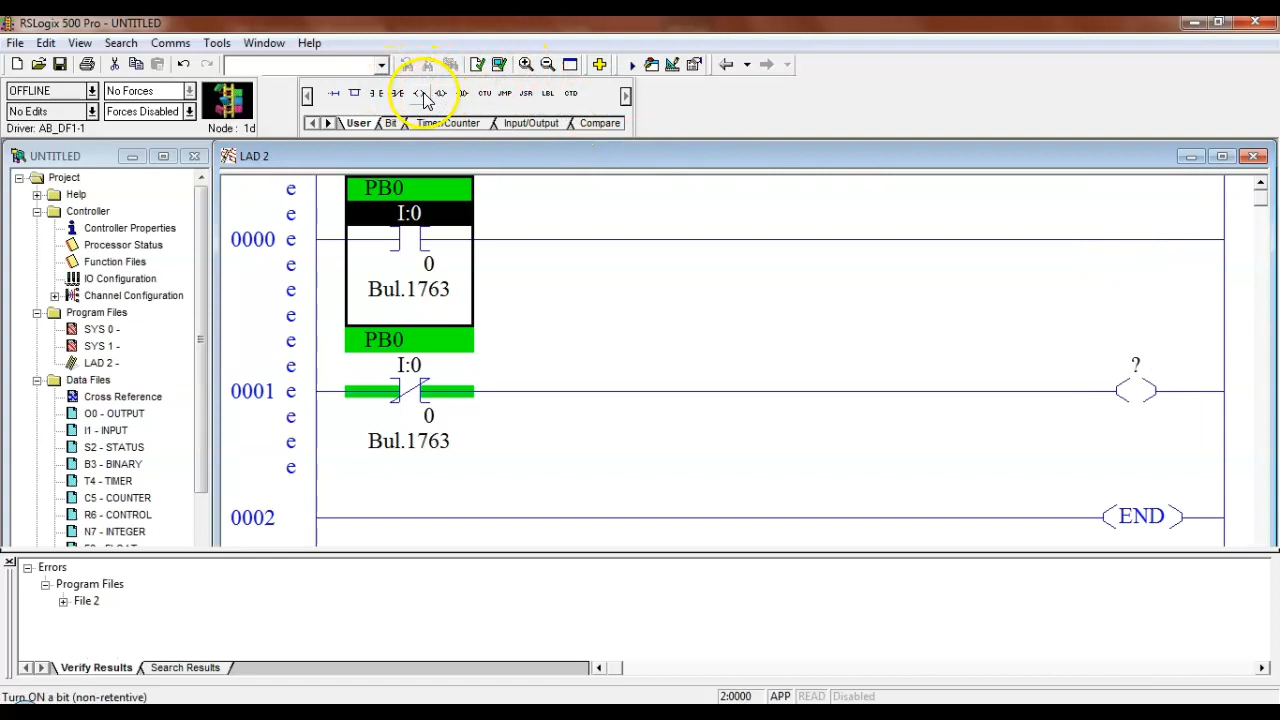 RSLogix 500 Pro - UNTITLED
File Edit View Search Comms Tools Window Help
OFFLINE No Forces
No Edits Forces Disabled
Driver: AB_DF1-1 Node : 1d
CTU JMP JSR LBL CTD
User Bit Timer/Counter Input/Output Compare
UNTITLED
Project
Help
Controller
Controller Properties
Processor Status
Function Files
IO Configuration
Channel Configuration
Program Files
SYS 0 -
SYS 1 -
LAD 2 -
Data Files
Cross Reference
O0 - OUTPUT
I1 - INPUT
S2 - STATUS
B3 - BINARY
T4 - TIMER
C5 - COUNTER
R6 - CONTROL
N7 - INTEGER
LAD 2
e PB0
e I:0
0000 e
e 0
e Bul.1763
e
e PB0
e I:0 ?
0001 e
e 0
e Bul.1763
e
0002 END
Errors
Program Files
File 2
Verify Results Search Results
Turn ON a bit (non-retentive) 2:0000 APP READ Disabled